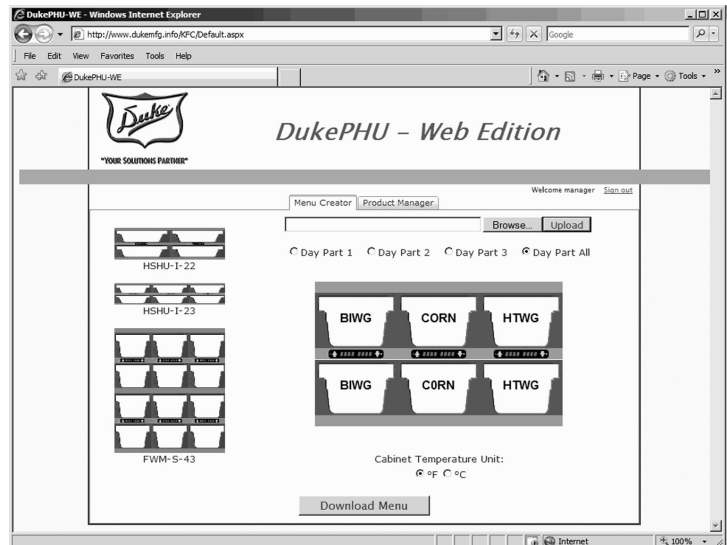 DukePHU-WE - Windows Internet Explorer
http://www.dukemfg.info/KFC/Default.aspx
Google
File Edit View Favorites Tools Help
DukePHU-WE
Page Tools
Duke
"YOUR SOLUTIONS PARTNER"
DukePHU - Web Edition
Welcome manager Sign out
Menu Creator Product Manager
Browse... Upload
Day Part 1 Day Part 2 Day Part 3 Day Part All
HSHU-I-22
HSHU-I-23
FWM-S-43
BIWG CORN HTWG
#### #### #### #### #### ####
BIWG C0RN HTWG
Cabinet Temperature Unit:
°F °C
Download Menu
Internet 100%